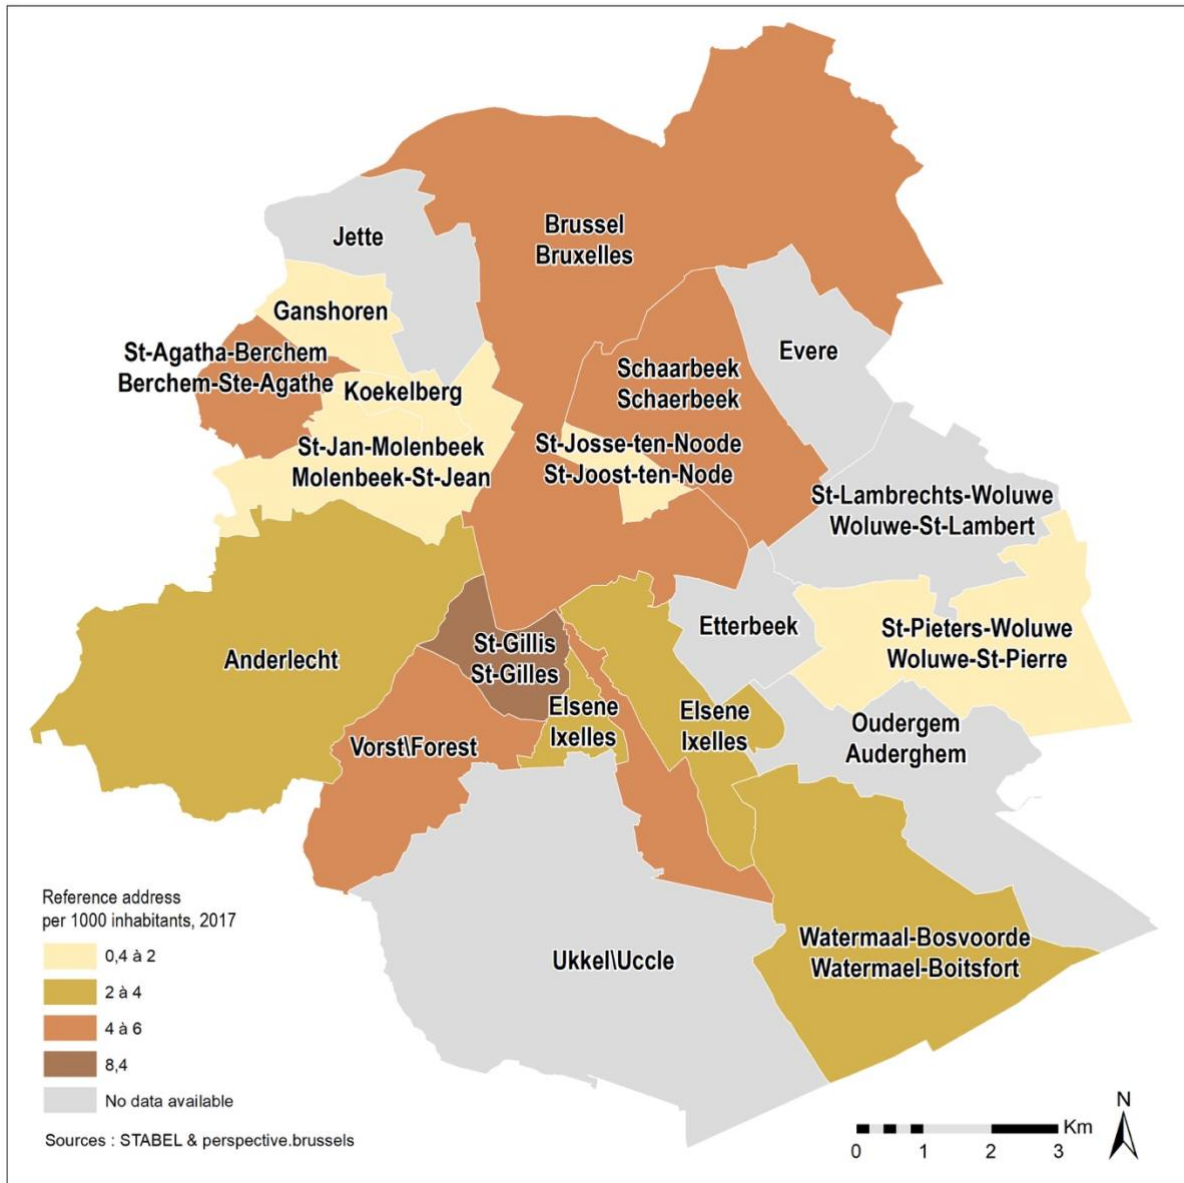 Brussel
Bruxelles
Jette
Ganshoren
St-Agatha-Berchem
Berchem-Ste-Agathe
Koekelberg
St-Jan-Molenbeek
Molenbeek-St-Jean
Schaarbeek
Schaerbeek
Evere
St-Josse-ten-Noode
St-Joost-ten-Node
St-Lambrechts-Woluwe
Woluwe-St-Lambert
Etterbeek
St-Pieters-Woluwe
Woluwe-St-Pierre
Anderlecht
St-Gillis
St-Gilles
Elsene
Ixelles
Elsene
Ixelles
Oudergem
Auderghem
Vorst\Forest
Ukkel\Uccle
Watermaal-Bosvoorde
Watermael-Boitsfort
Reference address
per 1000 inhabitants, 2017
0,4 à 2
2 à 4
4 à 6
8,4
No data available
Sources : STABEL & perspective.brussels
N
Km
0 1 2 3